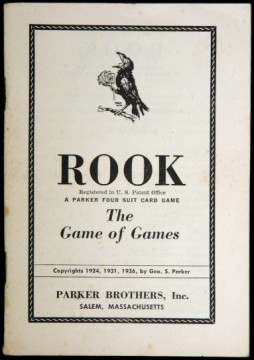 ROOK
Registered in U. S. Patent Office
A PARKER FOUR SUIT CARD GAME
The
Game of Games
Copyrights 1924, 1931, 1936, by Geo. S. Parker
PARKER BROTHERS, Inc.
SALEM, MASSACHUSETTS